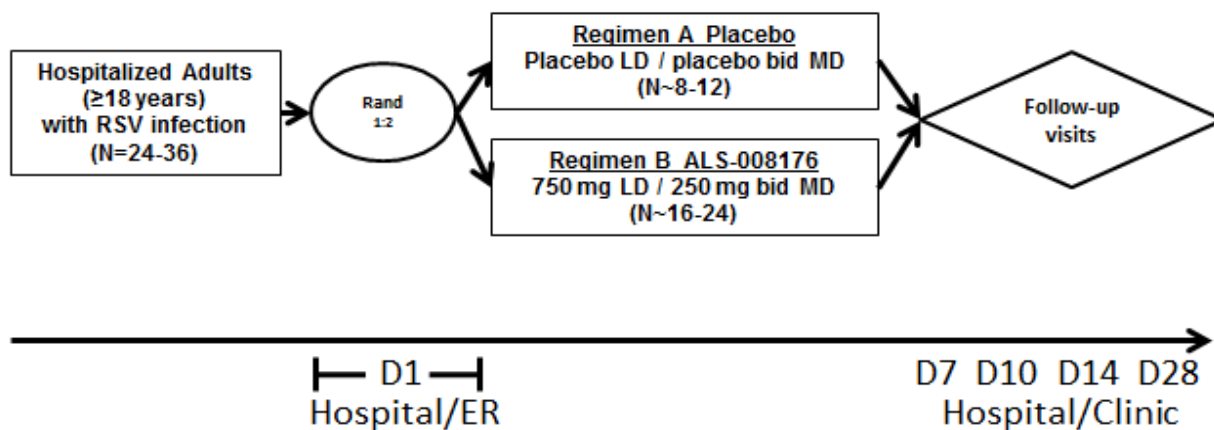 Hospitalized Adults
(≥18 years)
with RSV infection
(N=24-36)
Rand
1:2
Regimen A Placebo
Placebo LD / placebo bid MD
(N~8-12)
Regimen B ALS-008176
750 mg LD / 250 mg bid MD
(N~16-24)
Follow-up
visits
D1
Hospital/ER
D7 D10 D14 D28
Hospital/Clinic